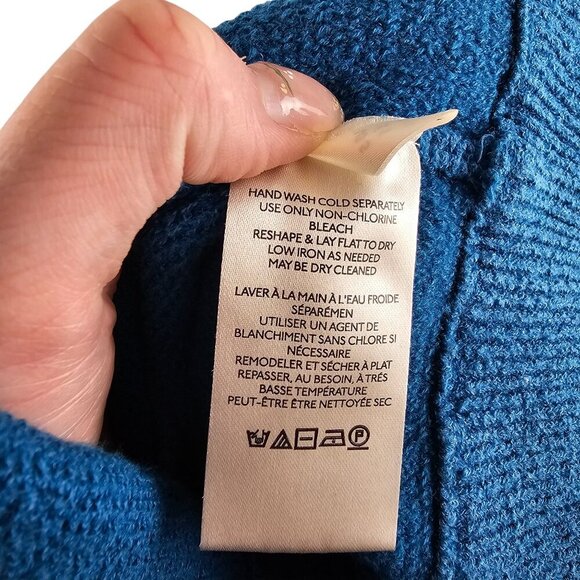 HAND WASH COLD SEPARATELY
USE ONLY NON-CHLORINE
BLEACH
RESHAPE & LAY FLAT TO DRY
LOW IRON AS NEEDED
MAY BE DRY CLEANED
LAVER À LA MAIN À L'EAU FROIDE
SÉPARÉMEN
UTILISER UN AGENT DE
BLANCHIMENT SANS CHLORE SI
NÉCESSAIRE
REMODELER ET SÉCHER À PLAT
REPASSER, AU BESOIN, À TRÉS
BASSE TEMPÉRATURE
PEUT-ÊTRE ÊTRE NETTOYÉE SEC
P